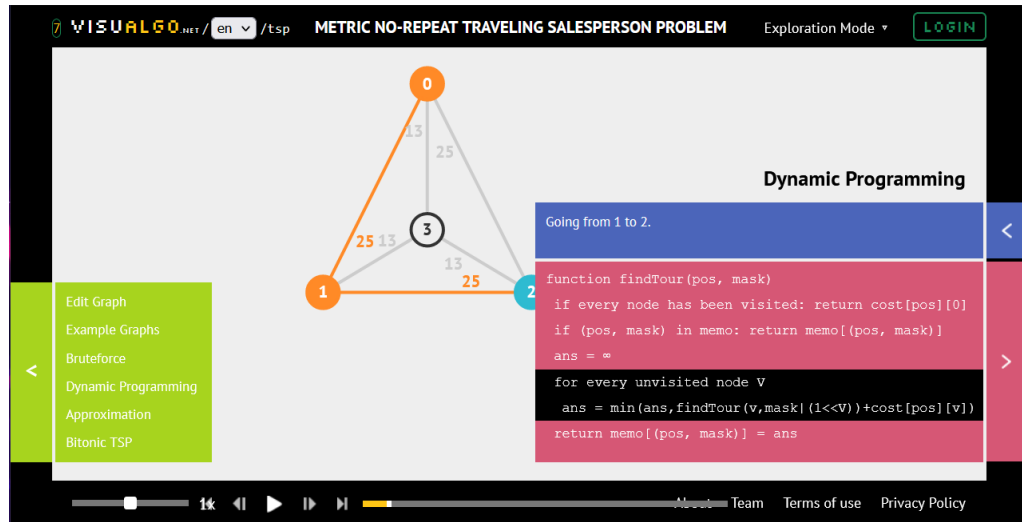 7 VISUALGO.NET / en /tsp METRIC NO-REPEAT TRAVELING SALESPERSON PROBLEM Exploration Mode ▾ LOGIN
0
13
25
3
25 13
13
25
1
2
Dynamic Programming
Going from 1 to 2.
<
function findTour(pos, mask)
if every node has been visited: return cost[pos][0]
if (pos, mask) in memo: return memo[(pos, mask)]
ans = ∞
for every unvisited node V
ans = min(ans,findTour(v,mask|(1<<V))+cost[pos][v])
return memo[(pos, mask)] = ans
>
<
Edit Graph
Example Graphs
Bruteforce
Dynamic Programming
Approximation
Bitonic TSP
About Team Terms of use Privacy Policy